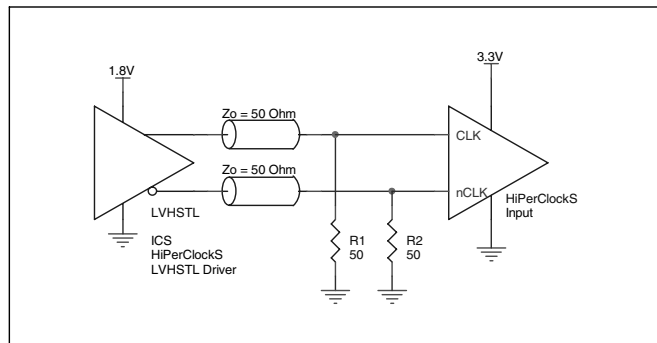 1.8V
3.3V
Zo = 50 Ohm
CLK
Zo = 50 Ohm
nCLK
LVHSTL
HiPerClockS
Input
ICS
HiPerClockS
LVHSTL Driver
R1
50
R2
50